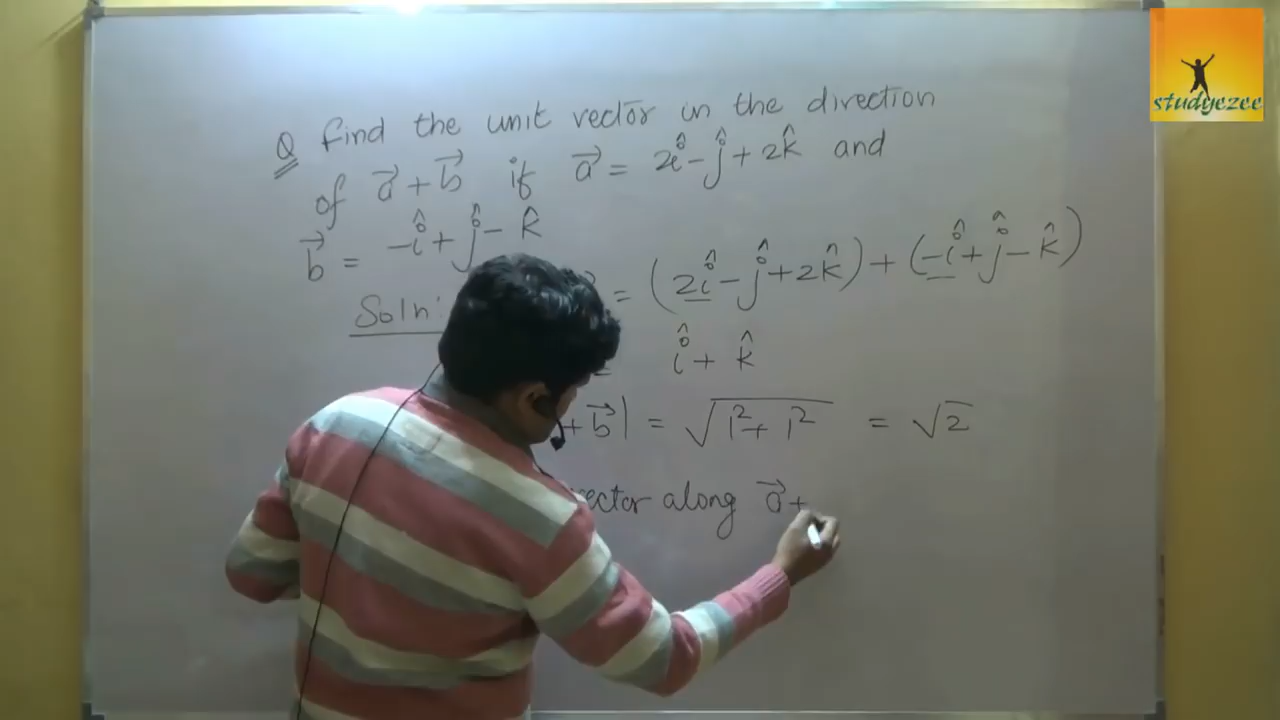 Q Find the unit vector in the direction
of a⃗ + b⃗ if a⃗ = 2î - ĵ + 2k̂ and
b⃗ = -î + ĵ - k̂
Soln: = (2î - ĵ + 2k̂) + (-î + ĵ - k̂)
î + k̂
+ b⃗| = √(1² + 1²) = √2
vector along a⃗ +
studyezee